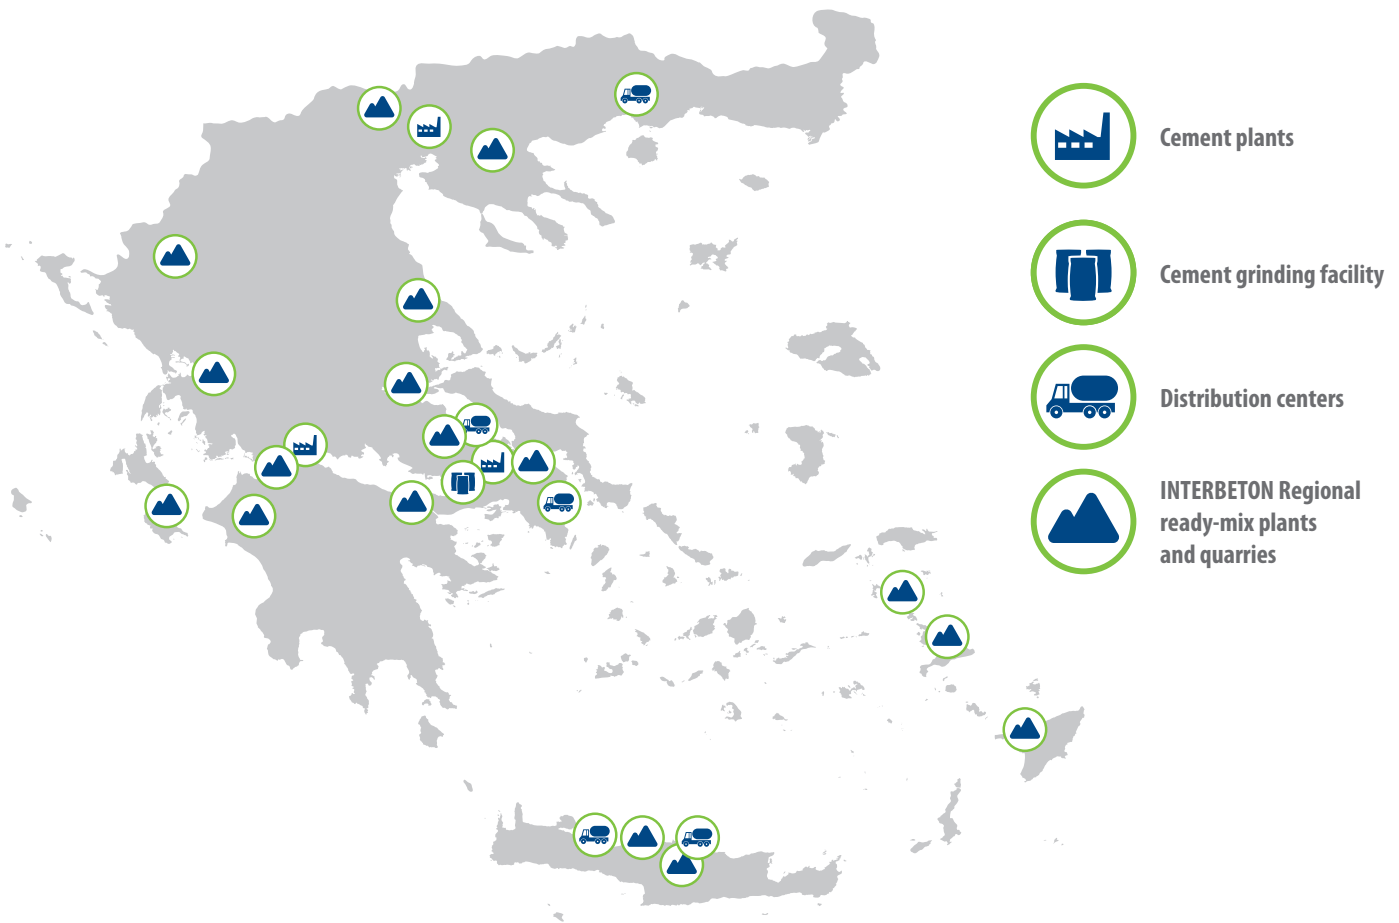 Cement plants
Cement grinding facility
Distribution centers
INTERBETON Regional
ready-mix plants
and quarries